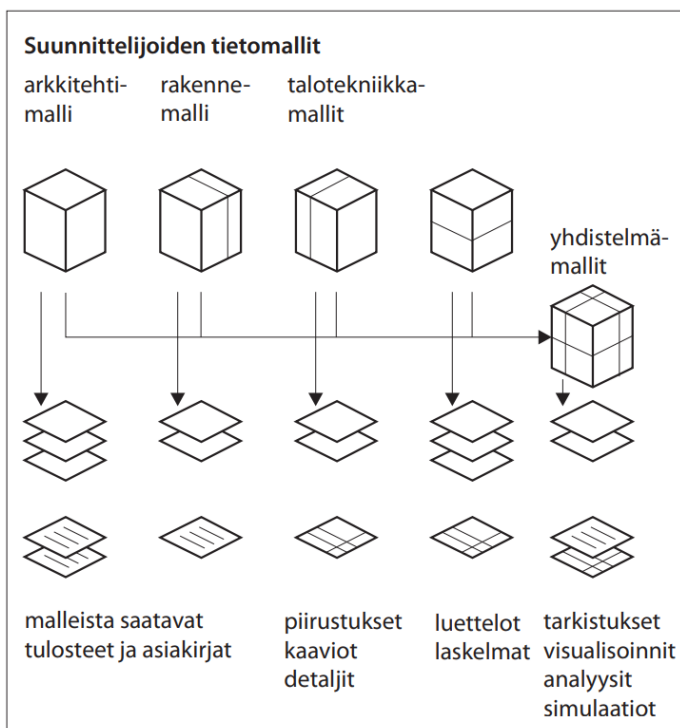 Suunnittelijoiden tietomallit
arkkitehti-
malli
rakenne-
malli
talotekniikka-
mallit
yhdistelmä-
mallit
malleista saatavat
tulosteet ja asiakirjat
piirustukset
kaaviot
detaljit
luettelot
laskelmat
tarkistukset
visualisoinnit
analyysit
simulaatiot